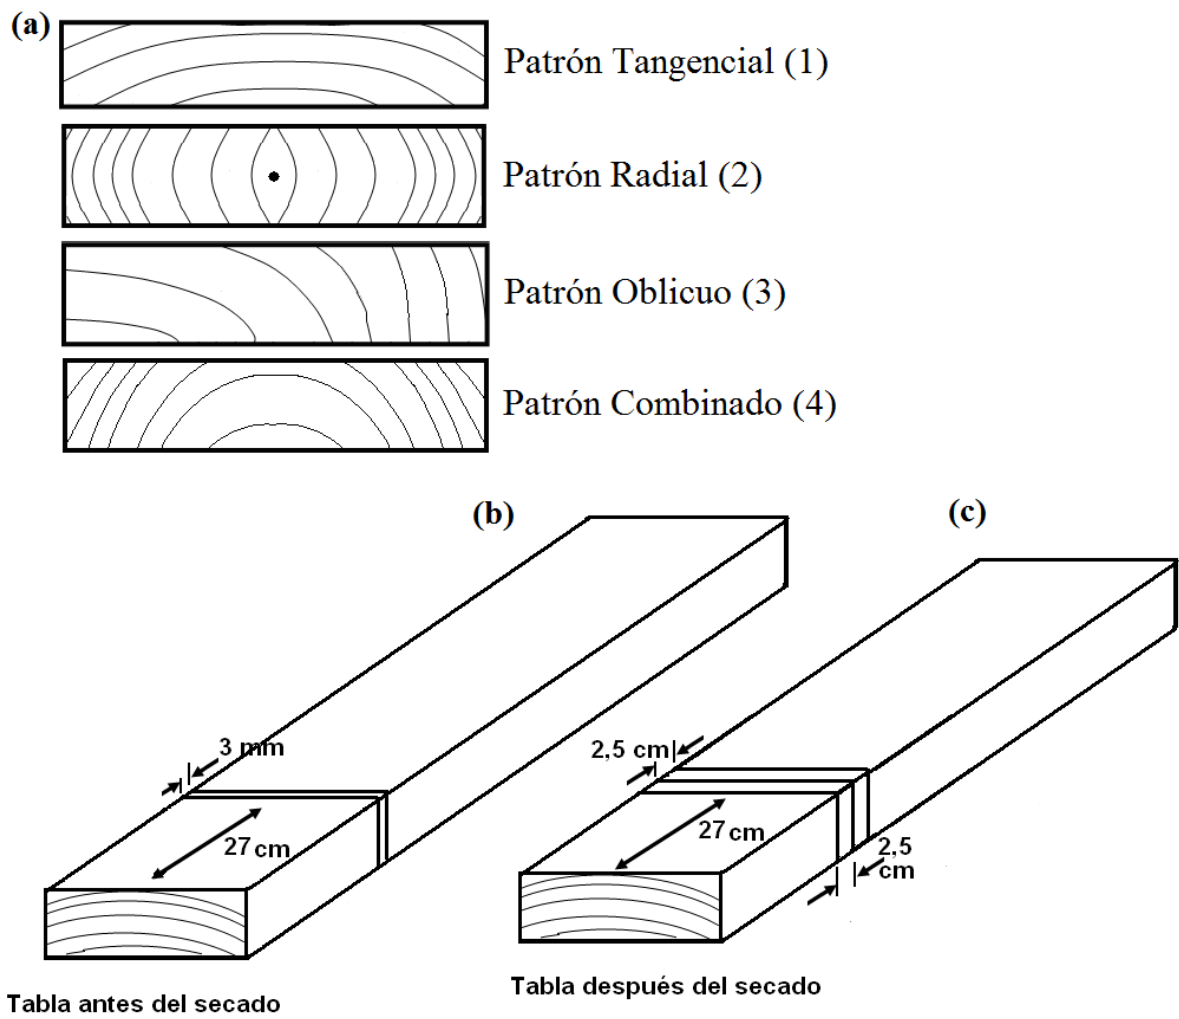 (a)
Patrón Tangencial (1)
Patrón Radial (2)
Patrón Oblicuo (3)
Patrón Combinado (4)
(b)
(c)
3 mm
27 cm
Tabla antes del secado
2,5 cm
27 cm
2,5
cm
Tabla después del secado